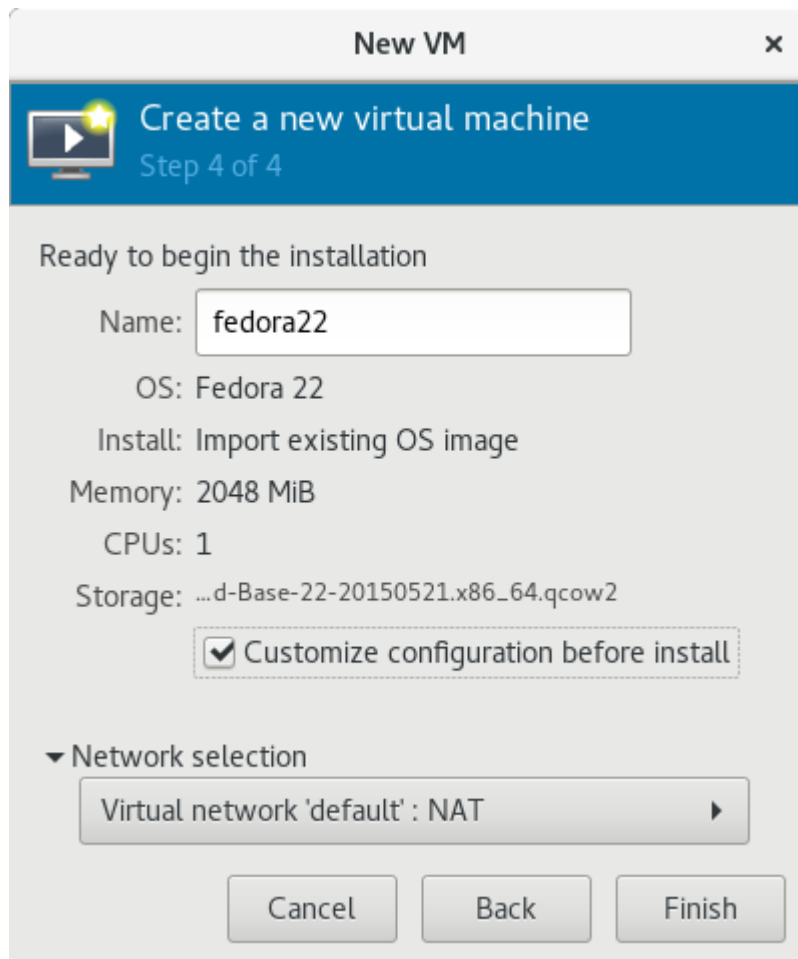 New VM
Create a new virtual machine
Step 4 of 4
Ready to begin the installation
Name: fedora22
OS: Fedora 22
Install: Import existing OS image
Memory: 2048 MiB
CPUs: 1
Storage: ...d-Base-22-20150521.x86_64.qcow2
Customize configuration before install
Network selection
Virtual network 'default' : NAT
Cancel Back Finish